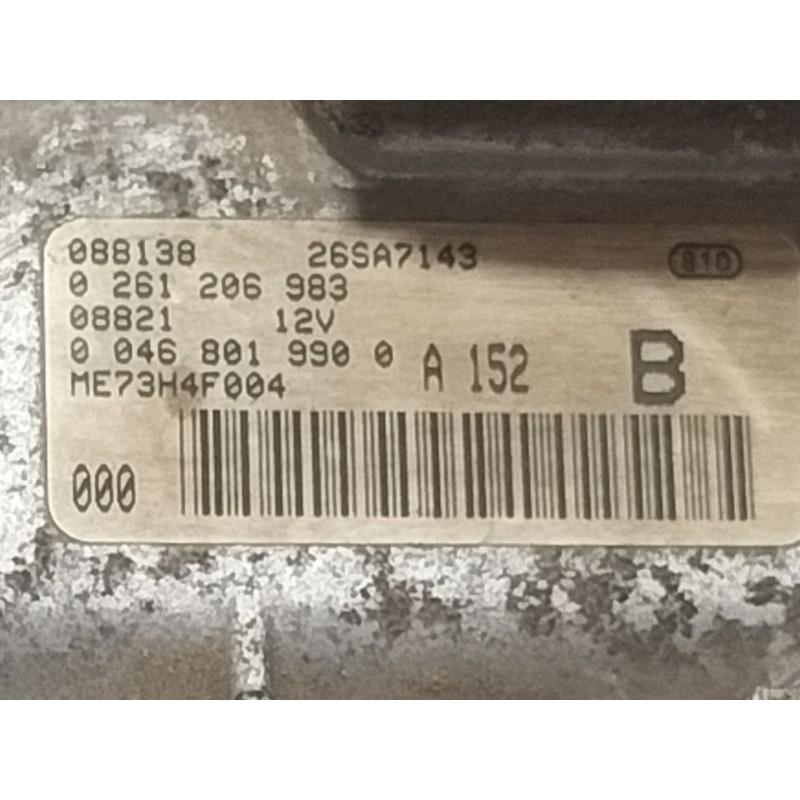 088138 26SA7143 810
0 261 206 983
08821 12V
0 046 801 990 0 A 152 B
ME73H4F004
000